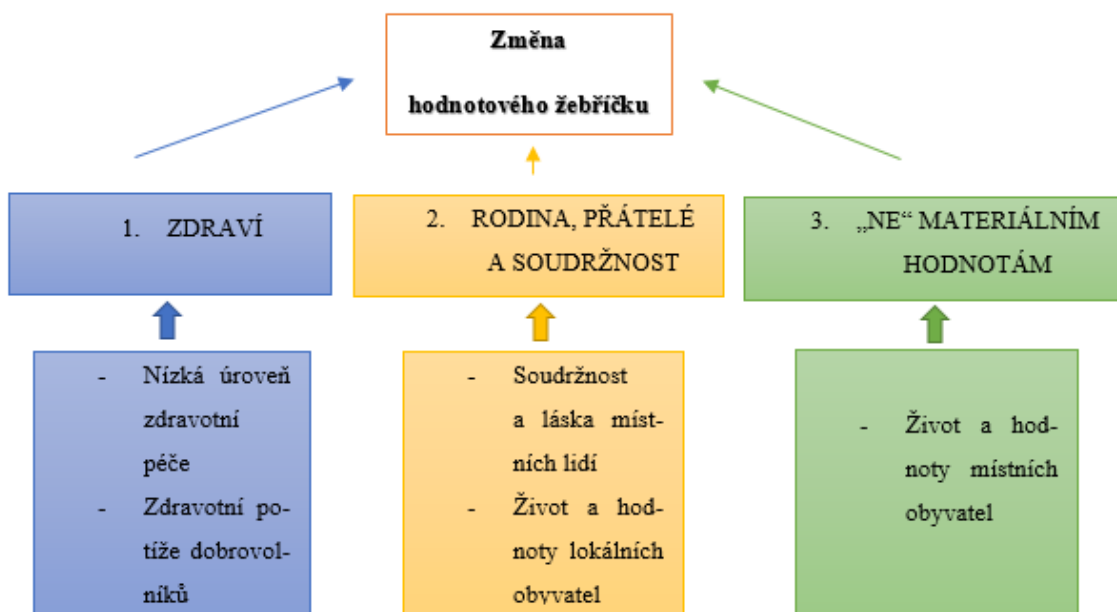 Změna
hodnotového žebříčku
1. ZDRAVÍ
2. RODINA, PŘÁTELÉ
A SOUDRŽNOST
3. „NE“ MATERIÁLNÍM
HODNOTÁM
- Nízká úroveň
zdravotní
péče
- Zdravotní po-
tíže dobrovol-
níků
- Soudržnost
a láska míst-
ních lidí
- Život a hod-
noty lokálních
obyvatel
- Život a hod-
noty místních
obyvatel